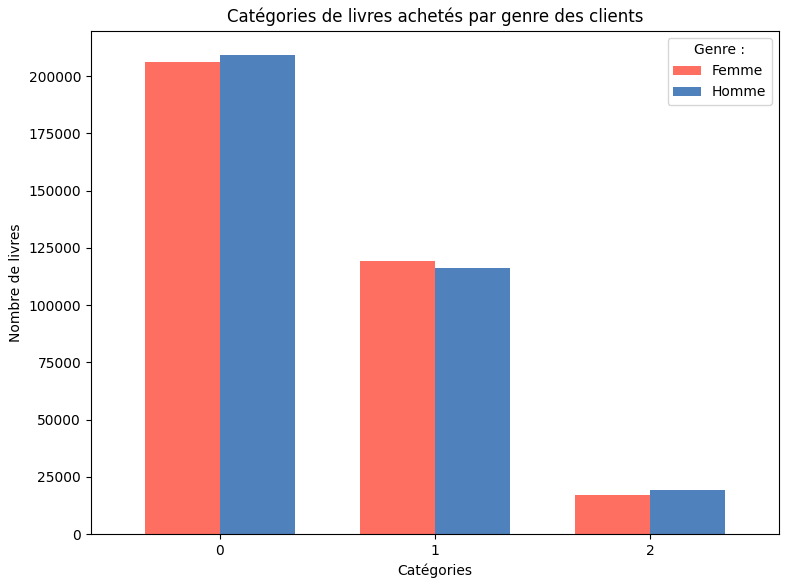 Catégories de livres achetés par genre des clients
Genre :
Femme
Homme
Nombre de livres
200000
175000
150000
125000
100000
75000
50000
25000
0
0 1 2
Catégories